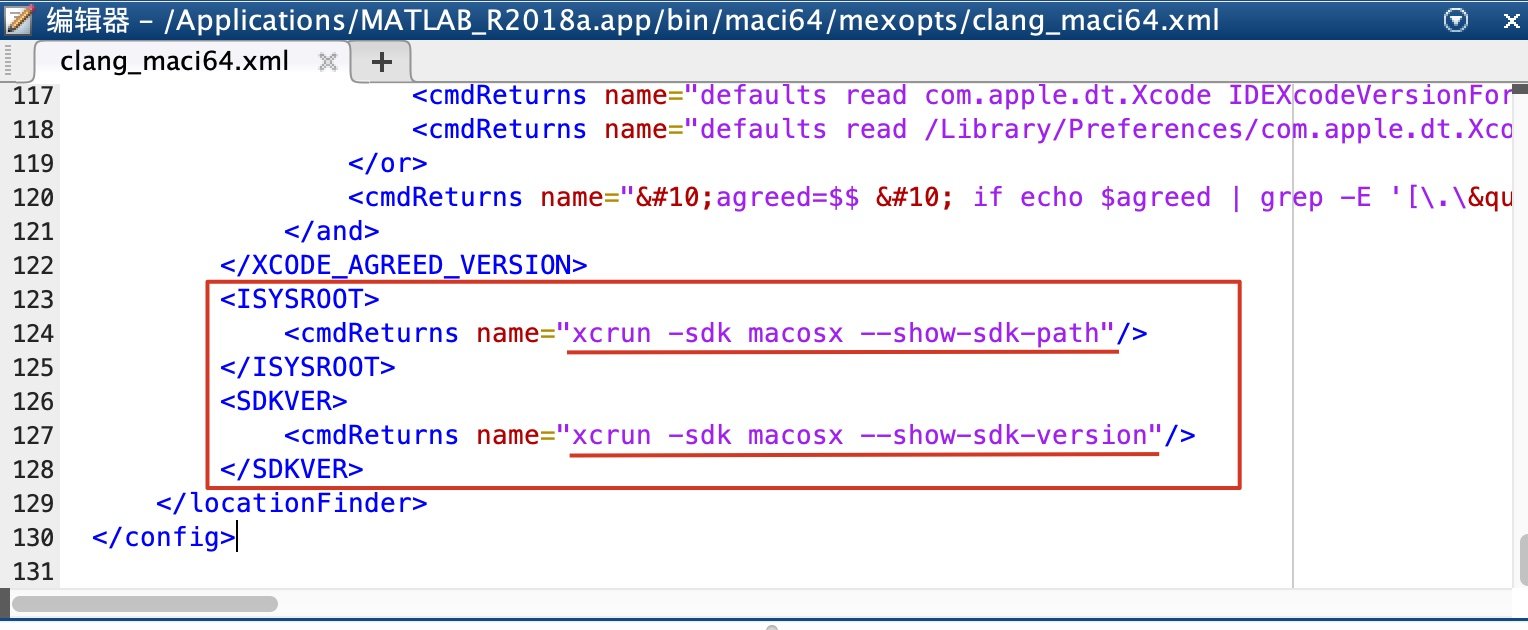 编辑器 – /Applications/MATLAB_R2018a.app/bin/maci64/mexopts/clang_maci64.xml
clang_maci64.xml
117 <cmdReturns name="defaults read com.apple.dt.Xcode IDEXcodeVersionFor
118 <cmdReturns name="defaults read /Library/Preferences/com.apple.dt.Xco
119 </or>
120 <cmdReturns name="&#10;agreed=$$ &#10; if echo $agreed | grep -E '[\.\&qu
121 </and>
122 </XCODE_AGREED_VERSION>
123 <ISYSROOT>
124 <cmdReturns name="xcrun -sdk macosx --show-sdk-path"/>
125 </ISYSROOT>
126 <SDKVER>
127 <cmdReturns name="xcrun -sdk macosx --show-sdk-version"/>
128 </SDKVER>
129 </locationFinder>
130 </config>
131